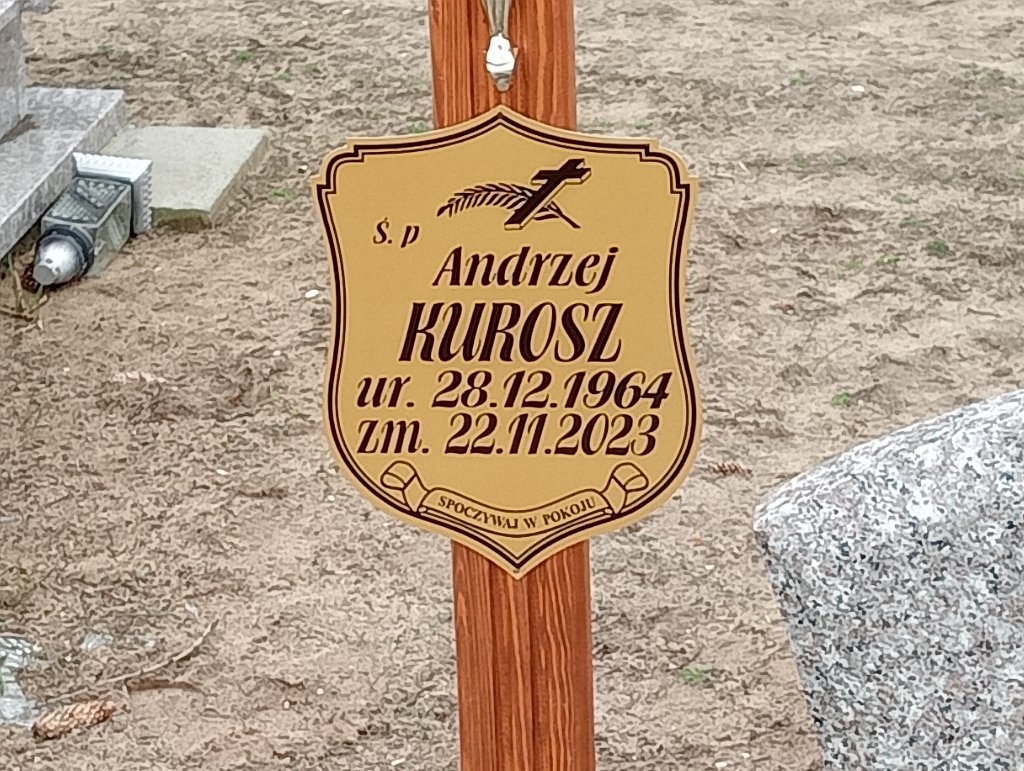 Ś. p
Andrzej
KUROSZ
ur. 28.12.1964
zm. 22.11.2023
SPOCZYWAJ W POKOJU